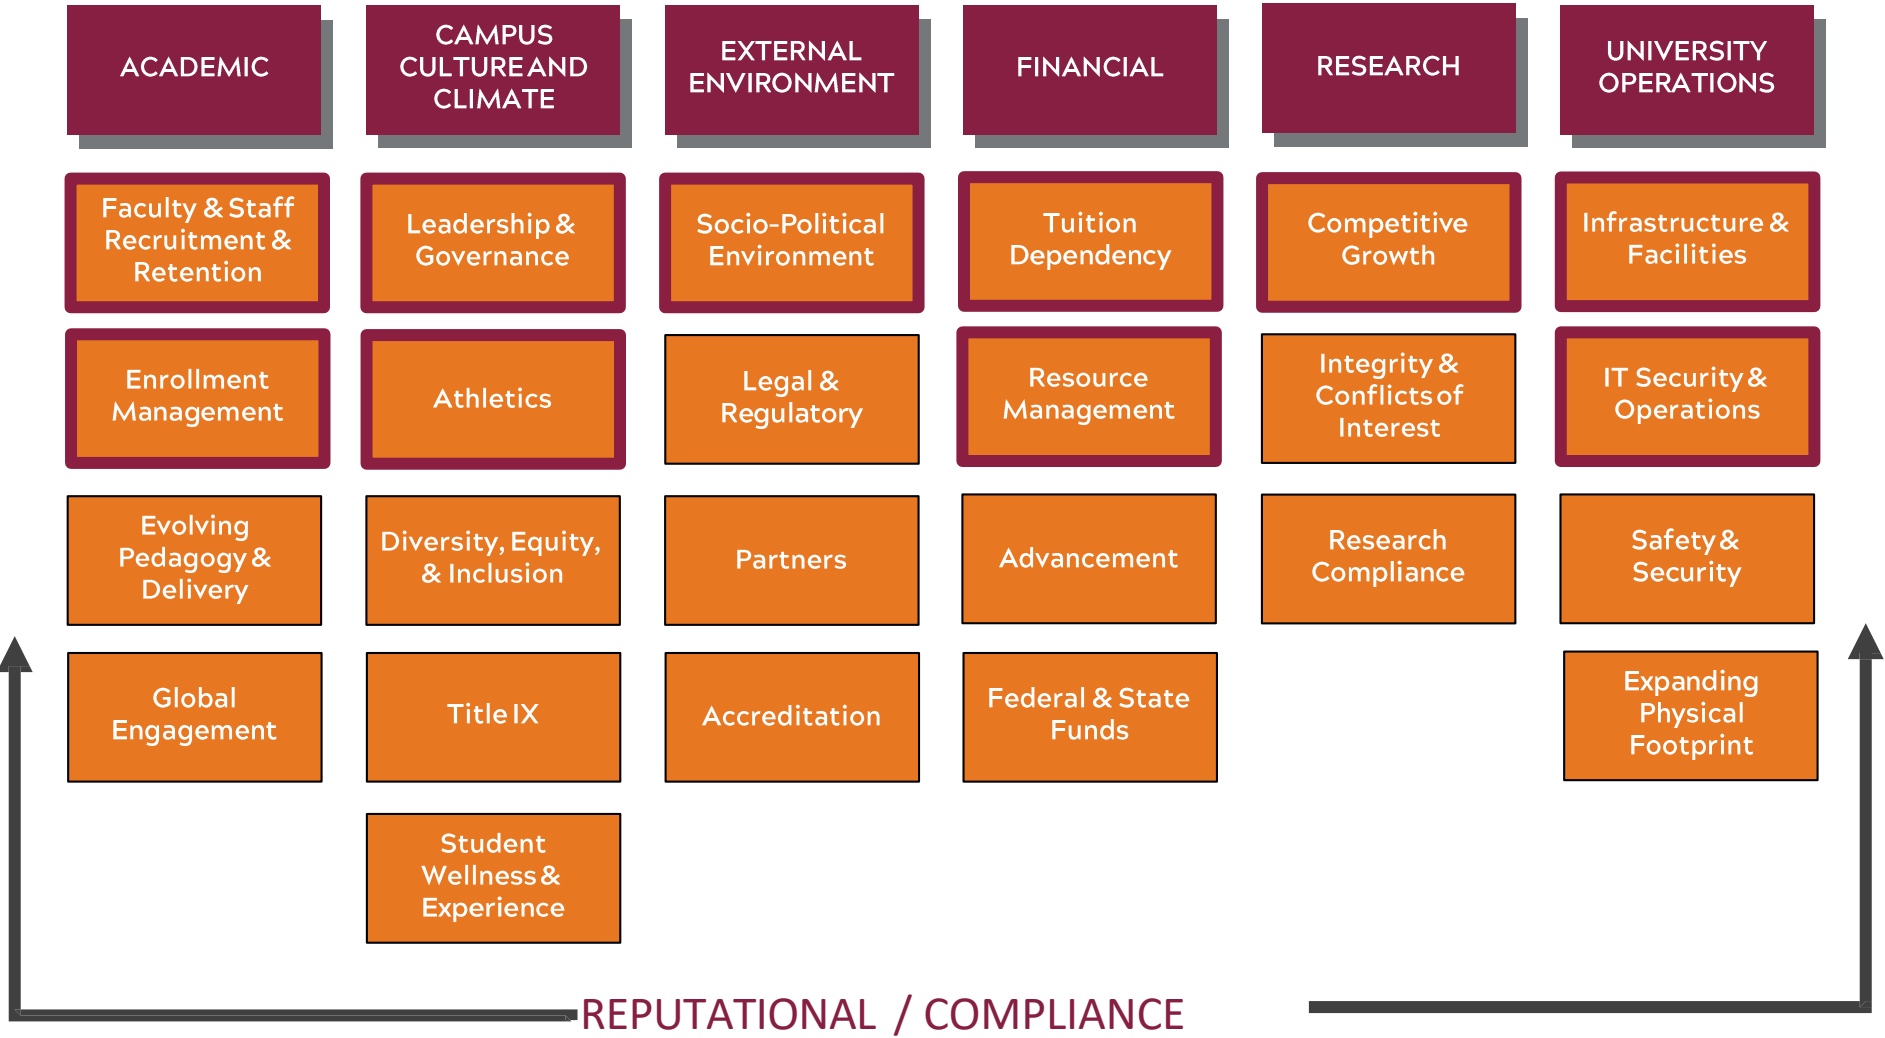 ACADEMIC
CAMPUS
CULTURE AND
CLIMATE
EXTERNAL
ENVIRONMENT
FINANCIAL
RESEARCH
UNIVERSITY
OPERATIONS
Faculty & Staff
Recruitment &
Retention
Leadership &
Governance
Socio-Political
Environment
Tuition
Dependency
Competitive
Growth
Infrastructure &
Facilities
Enrollment
Management
Athletics
Legal &
Regulatory
Resource
Management
Integrity &
Conflicts of
Interest
IT Security &
Operations
Evolving
Pedagogy &
Delivery
Diversity, Equity,
& Inclusion
Partners
Advancement
Research
Compliance
Safety &
Security
Global
Engagement
Title IX
Accreditation
Federal & State
Funds
Expanding
Physical
Footprint
Student
Wellness &
Experience
REPUTATIONAL / COMPLIANCE